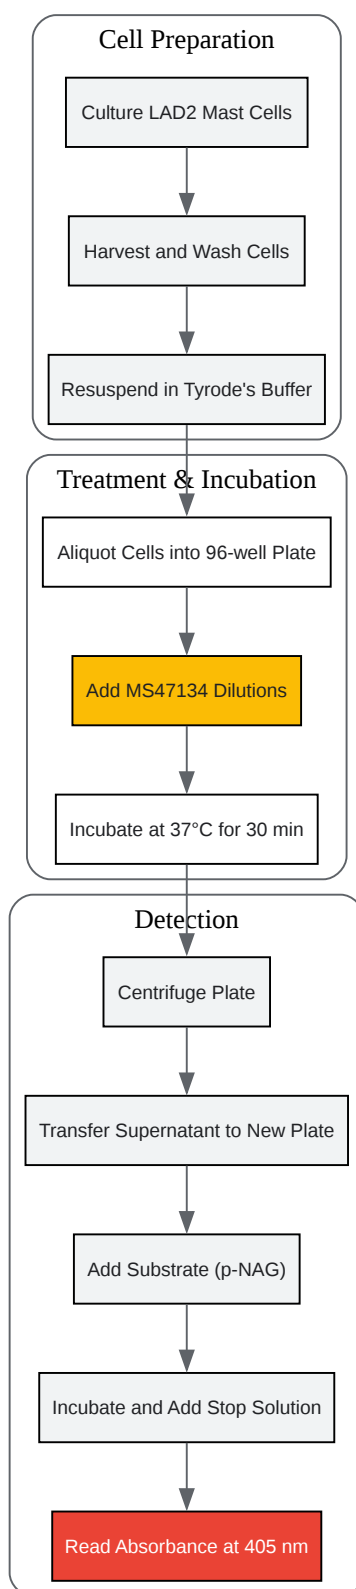 Cell Preparation
Culture LAD2 Mast Cells
Harvest and Wash Cells
Resuspend in Tyrode's Buffer
Treatment & Incubation
Aliquot Cells into 96-well Plate
Add MS47134 Dilutions
Incubate at 37°C for 30 min
Detection
Centrifuge Plate
Transfer Supernatant to New Plate
Add Substrate (p-NAG)
Incubate and Add Stop Solution
Read Absorbance at 405 nm